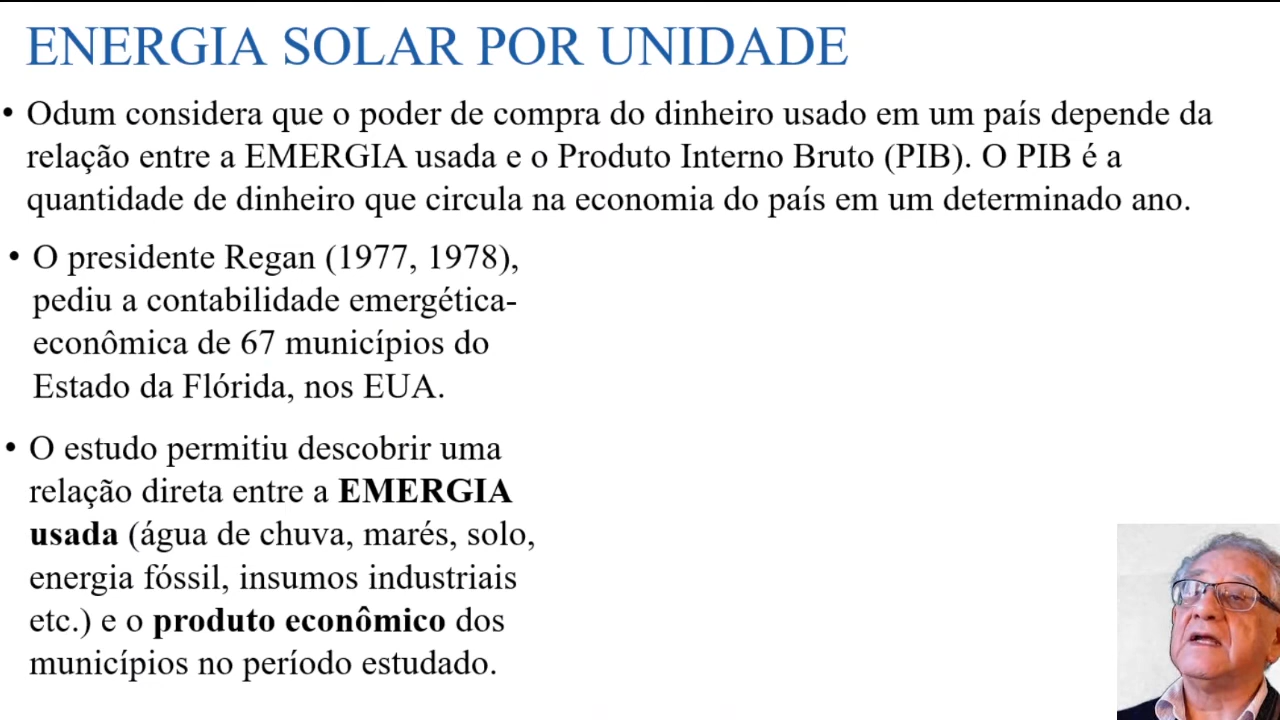 ENERGIA SOLAR POR UNIDADE
• Odum considera que o poder de compra do dinheiro usado em um país depende da
relação entre a EMERGIA usada e o Produto Interno Bruto (PIB). O PIB é a
quantidade de dinheiro que circula na economia do país em um determinado ano.
• O presidente Regan (1977, 1978),
pediu a contabilidade emergética-
econômica de 67 municípios do
Estado da Flórida, nos EUA.
• O estudo permitiu descobrir uma
relação direta entre a EMERGIA
usada (água de chuva, marés, solo,
energia fóssil, insumos industriais
etc.) e o produto econômico dos
municípios no período estudado.